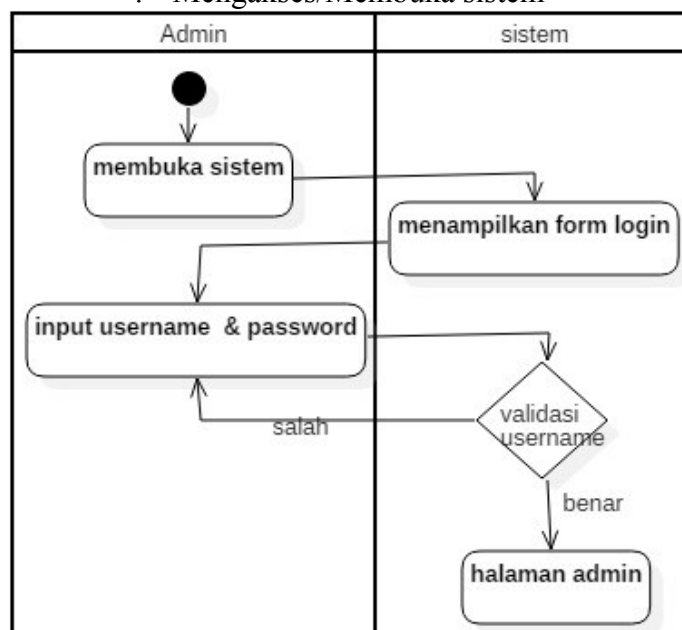 Mengakses/Membuka sistem
Admin
sistem
membuka sistem
menampilkan form login
input username & password
validasi
username
salah
benar
halaman admin